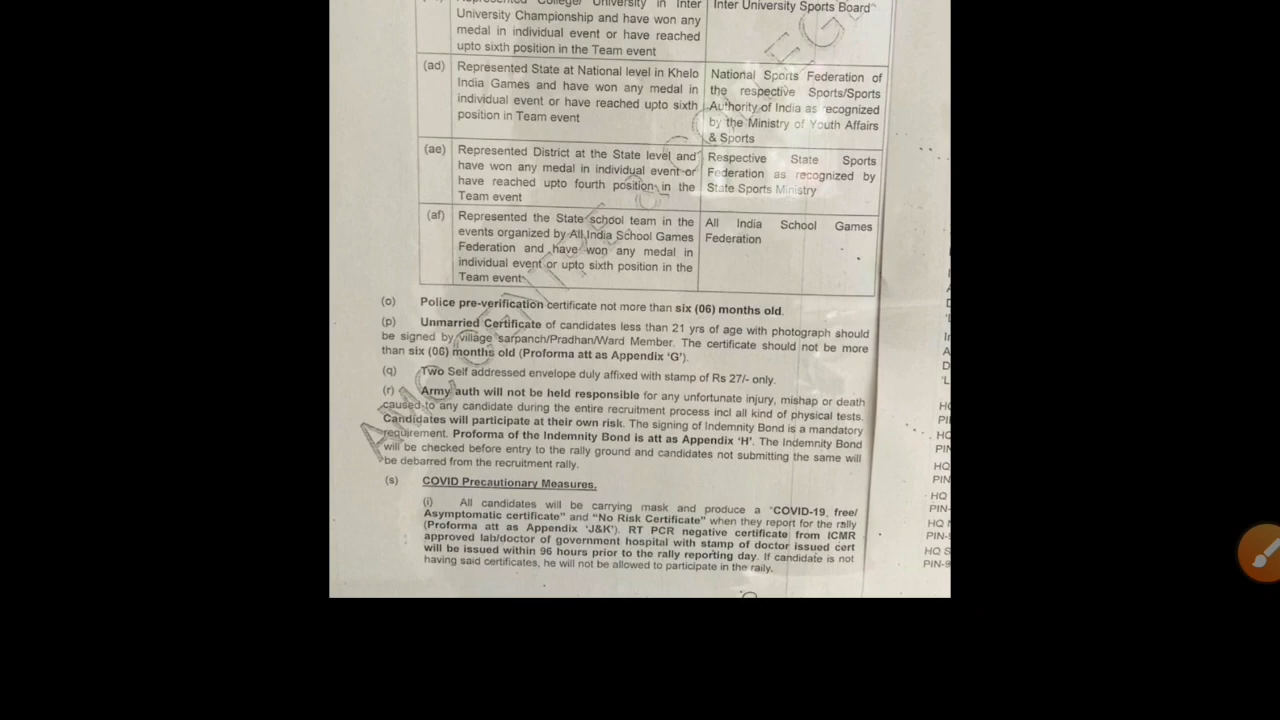 University in Inter
University Championship and have won any
medal in individual event or have reached
upto sixth position in the Team event
Inter University Sports Board
(ad)
Represented State at National level in Khelo
India Games and have won any medal in
individual event or have reached upto sixth
position in Team event
National Sports Federation of
the respective Sports/Sports
Authority of India as recognized
by the Ministry of Youth Affairs
& Sports
(ae)
Represented District at the State level and
have won any medal in individual event or
have reached upto fourth position in the
Team event
Respective State Sports
Federation as recognized by
State Sports Ministry
(af)
Represented the State school team in the
events organized by All India School Games
Federation and have won any medal in
individual event or upto sixth position in the
Team event
All India School Games
Federation
(o) Police pre-verification certificate not more than six (06) months old.
(p) Unmarried Certificate of candidates less than 21 yrs of age with photograph should
be signed by village sarpanch/Pradhan/Ward Member. The certificate should not be more
than six (06) months old (Proforma att as Appendix 'G').
(q) Two Self addressed envelope duly affixed with stamp of Rs 27/- only.
(r) Army auth will not be held responsible for any unfortunate injury, mishap or death
caused to any candidate during the entire recruitment process incl all kind of physical tests.
Candidates will participate at their own risk. The signing of Indemnity Bond is a mandatory
requirement. Proforma of the Indemnity Bond is att as Appendix 'H'. The Indemnity Bond
will be checked before entry to the rally ground and candidates not submitting the same will
be debarred from the recruitment rally.
(s) COVID Precautionary Measures.
(i) All candidates will be carrying mask and produce a "COVID-19, free/
Asymptomatic certificate" and "No Risk Certificate" when they report for the rally
(Proforma att as Appendix 'J&K'). RT PCR negative certificate from ICMR
approved lab/doctor of government hospital with stamp of doctor issued cert
will be issued within 96 hours prior to the rally reporting day. If candidate is not
having said certificates, he will not be allowed to participate in the rally.
HQ
PIN
HQ
PIN-
HQ
PIN-
HQ S
PIN-9